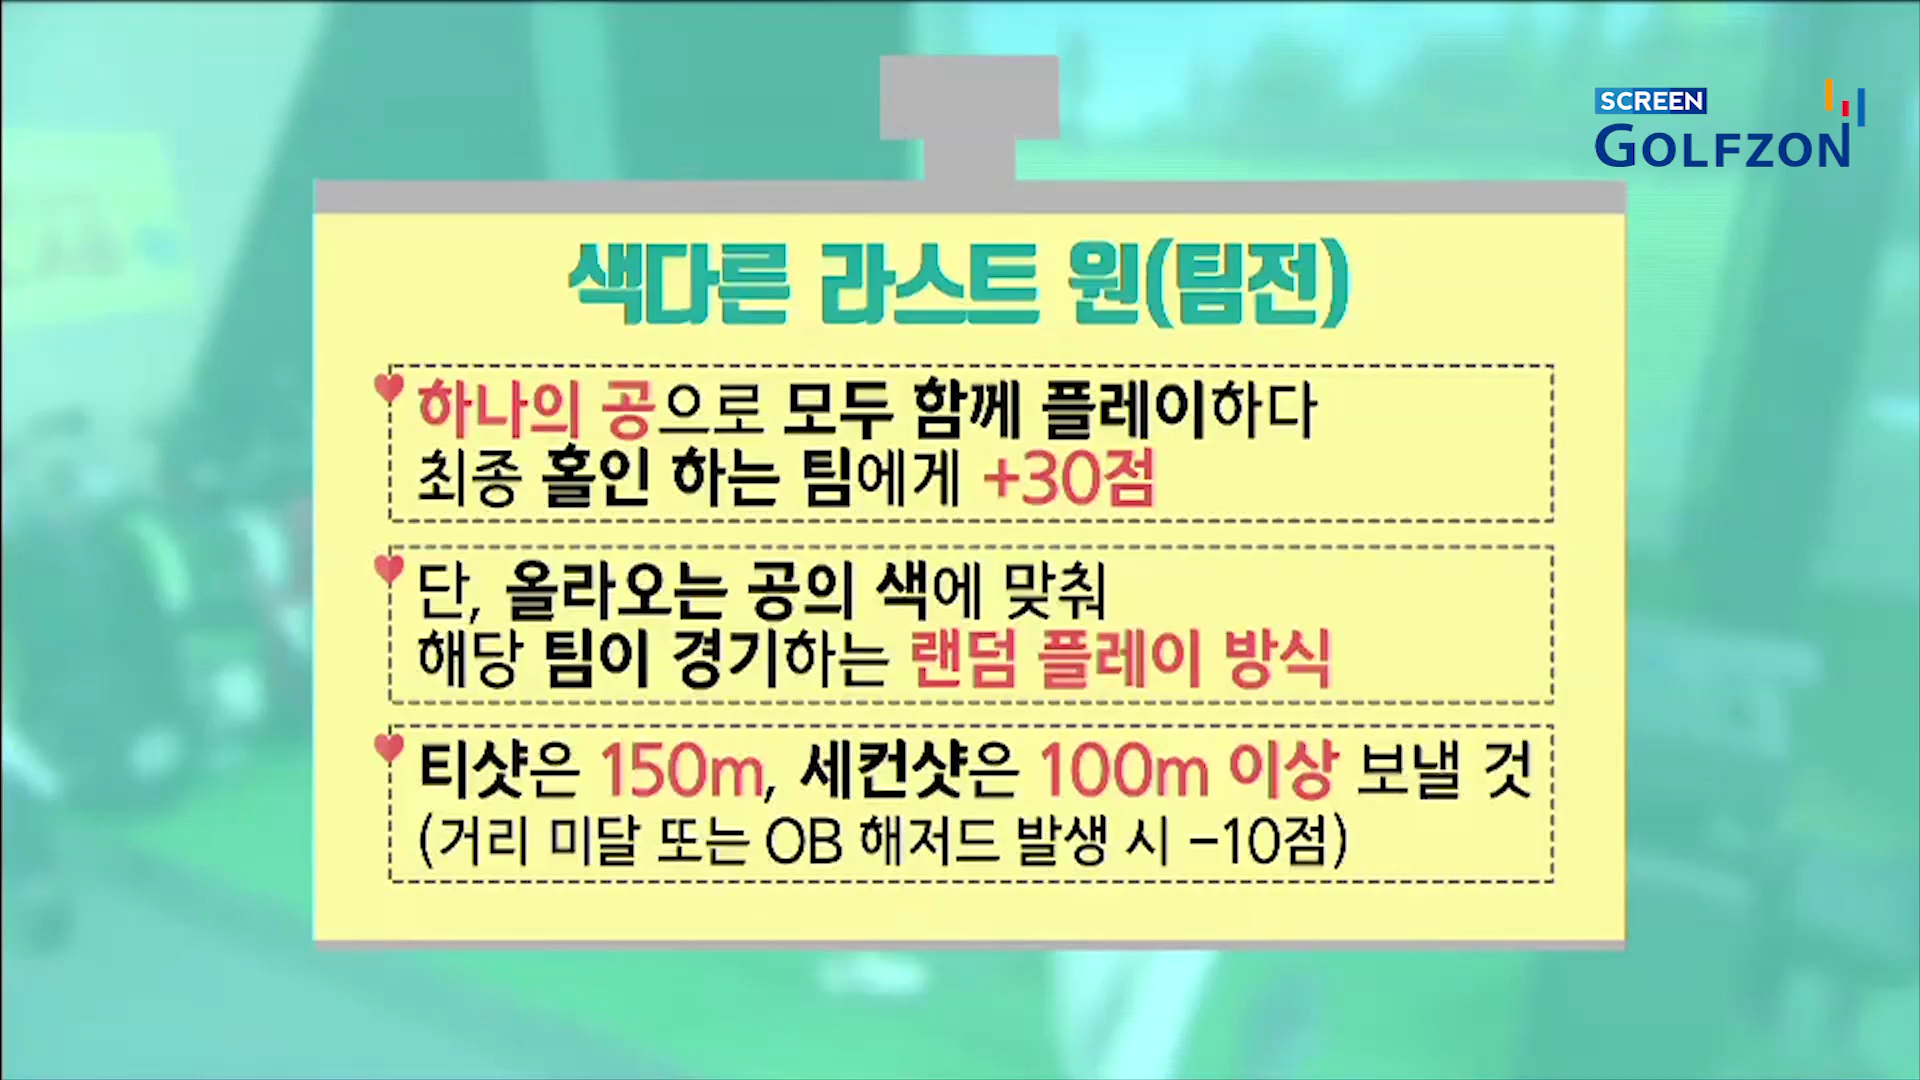 SCREEN
GOLFZON
색다른 라스트 원(팀전)
하나의 공으로 모두 함께 플레이하다
최종 홀인 하는 팀에게 +30점
단, 올라오는 공의 색에 맞춰
해당 팀이 경기하는 랜덤 플레이 방식
티샷은 150m, 세컨샷은 100m 이상 보낼 것
(거리 미달 또는 OB 해저드 발생 시 -10점)